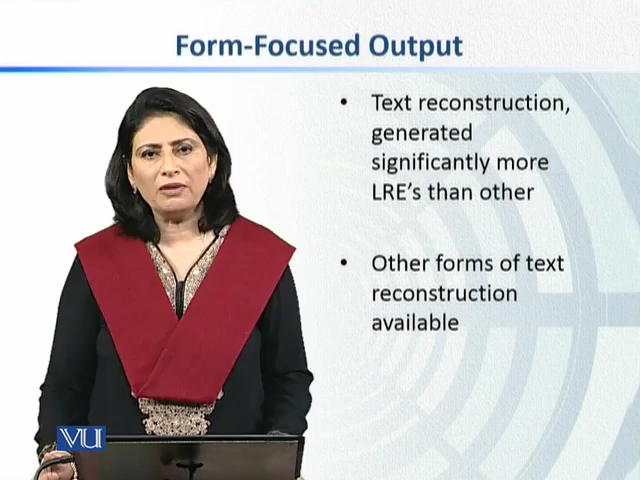 Form-Focused Output
• Text reconstruction,
generated
significantly more
LRE's than other
• Other forms of text
reconstruction
available
VU